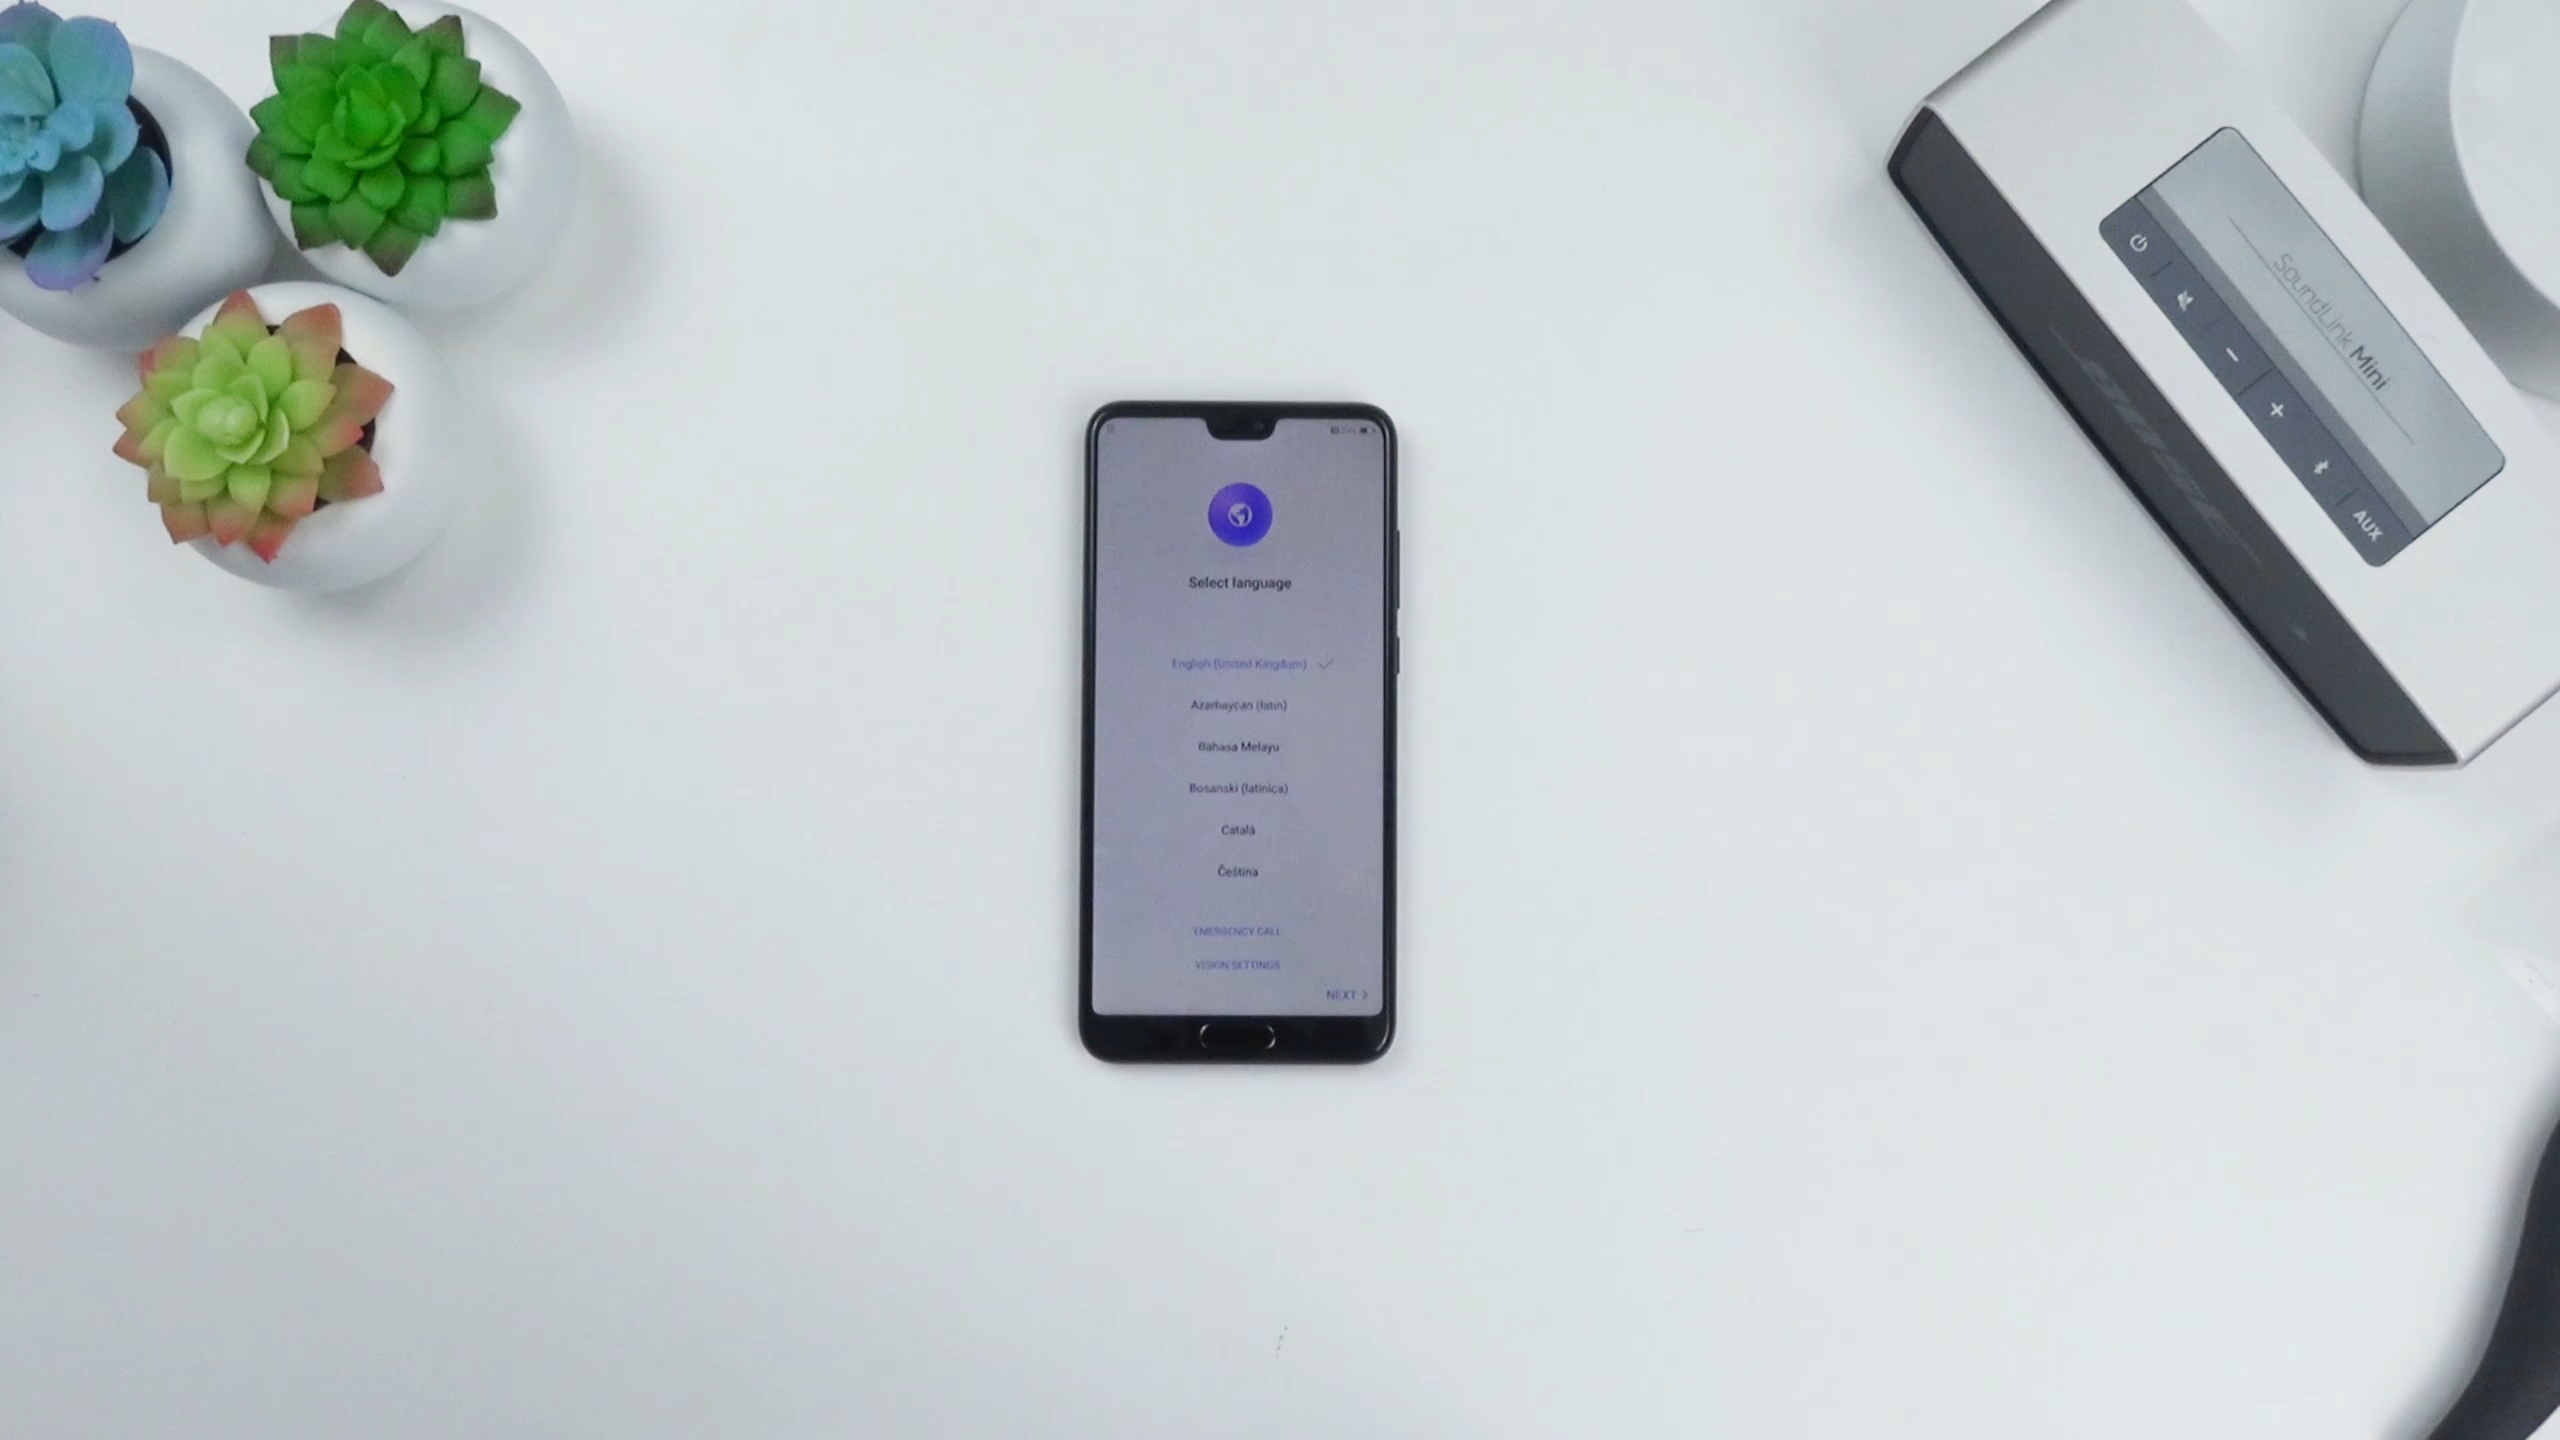 Select language
English (United Kingdom)
Azərbaycan (latın)
Bahasa Melayu
Bosanski (latinica)
Català
Čeština
EMERGENCY CALL
VISION SETTINGS
NEXT
SoundLink Mini
AUX